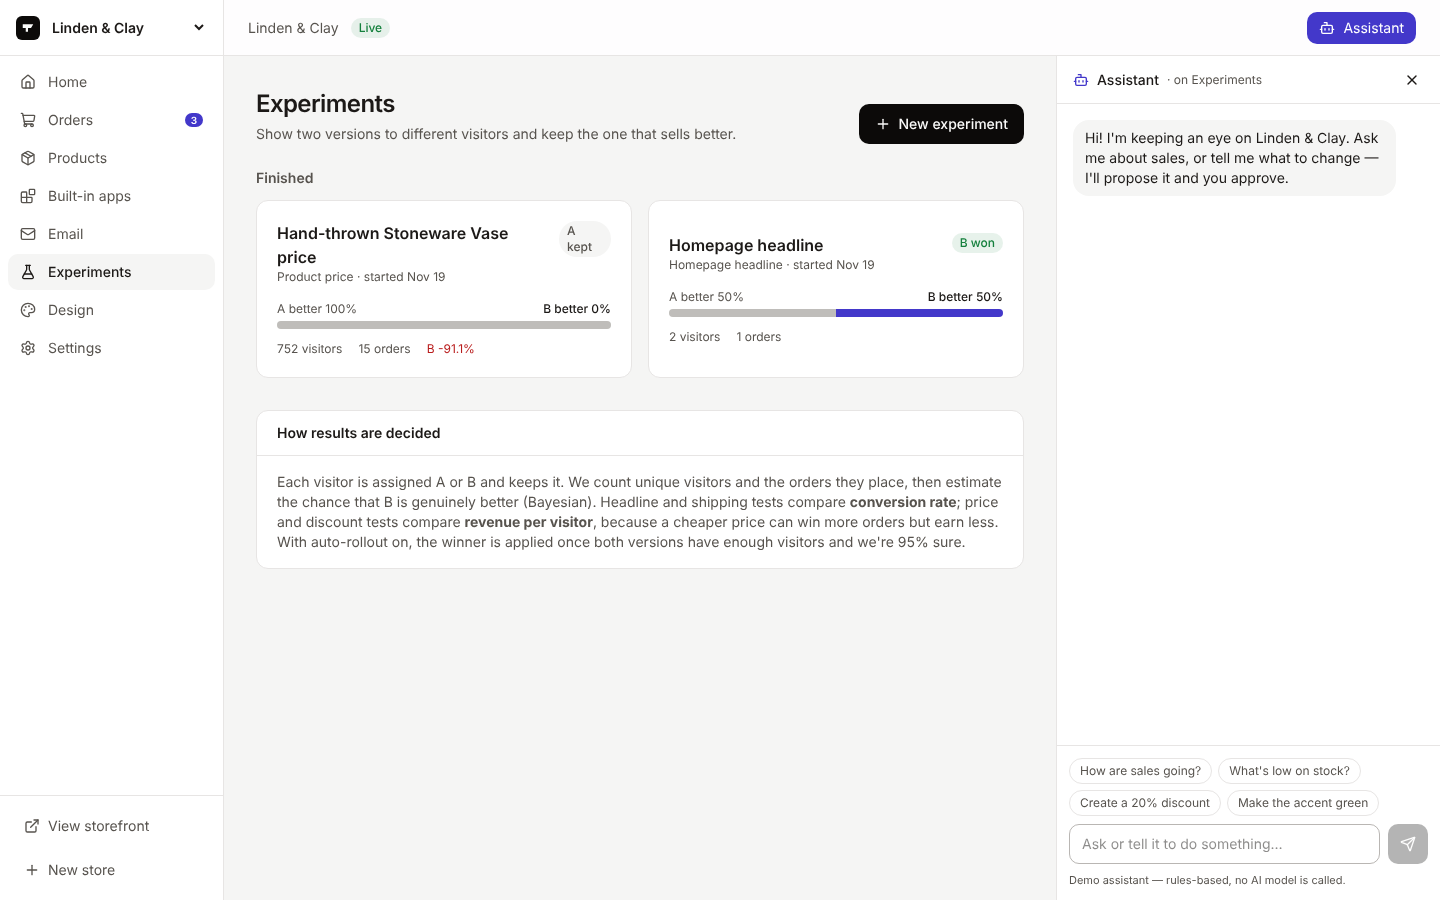 Linden & Clay
Home
Orders
3
Products
Built-in apps
Email
Experiments
Design
Settings
View storefront
New store
Linden & Clay
Live
Assistant
Experiments
Show two versions to different visitors and keep the one that sells better.
New experiment
Finished
Hand-thrown Stoneware Vase
price
A
kept
Product price · started Nov 19
A better 100%
B better 0%
752 visitors
15 orders
B -91.1%
Homepage headline
B won
Homepage headline · started Nov 19
A better 50%
B better 50%
2 visitors
1 orders
How results are decided
Each visitor is assigned A or B and keeps it. We count unique visitors and the orders they place, then estimate
the chance that B is genuinely better (Bayesian). Headline and shipping tests compare conversion rate; price
and discount tests compare revenue per visitor, because a cheaper price can win more orders but earn less.
With auto-rollout on, the winner is applied once both versions have enough visitors and we're 95% sure.
Assistant · on Experiments
Hi! I'm keeping an eye on Linden & Clay. Ask
me about sales, or tell me what to change —
I'll propose it and you approve.
How are sales going?
What's low on stock?
Create a 20% discount
Make the accent green
Ask or tell it to do something...
Demo assistant — rules-based, no AI model is called.